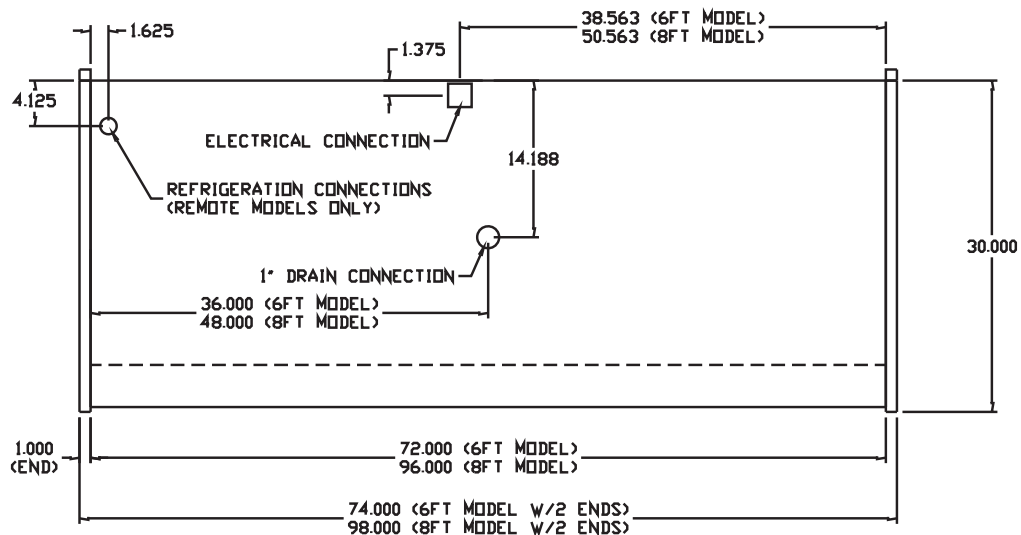 38.563 (6FT MODEL)
50.563 (8FT MODEL)
1.625
1.375
4.125
ELECTRICAL CONNECTION
14.188
REFRIGERATION CONNECTIONS
(REMOTE MODELS ONLY)
30.000
1" DRAIN CONNECTION
36.000 (6FT MODEL)
48.000 (8FT MODEL)
1.000
(END)
72.000 (6FT MODEL)
96.000 (8FT MODEL)
74.000 (6FT MODEL W/2 ENDS)
98.000 (8FT MODEL W/2 ENDS)